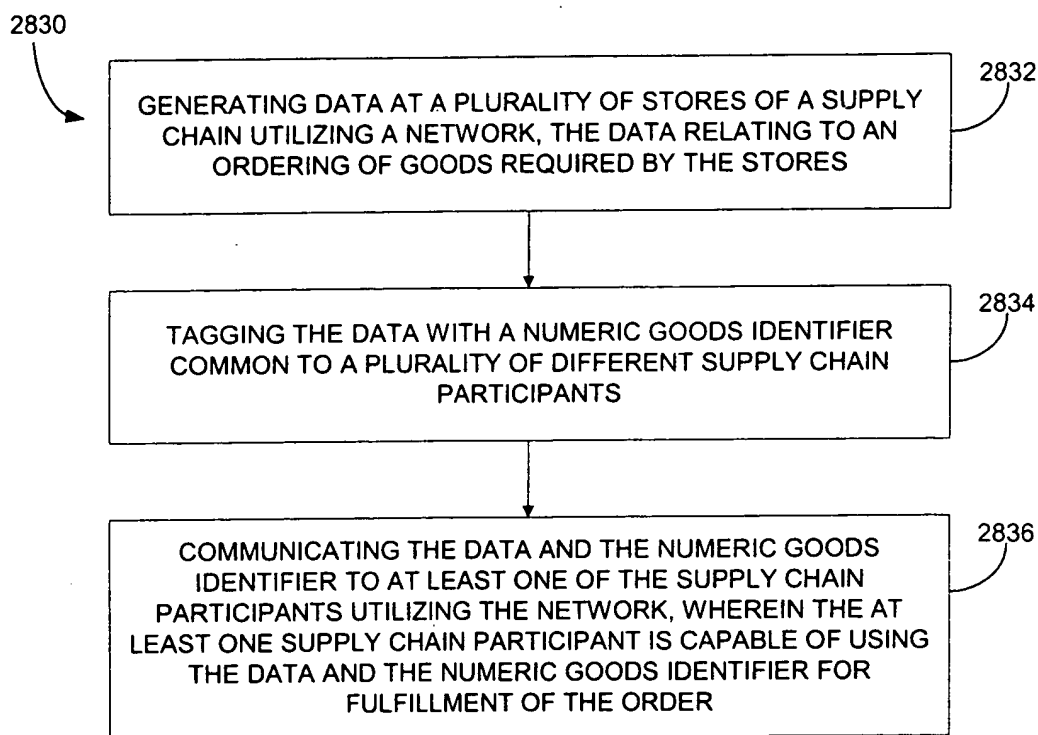 2830
2832
GENERATING DATA AT A PLURALITY OF STORES OF A SUPPLY
CHAIN UTILIZING A NETWORK, THE DATA RELATING TO AN
ORDERING OF GOODS REQUIRED BY THE STORES
2834
TAGGING THE DATA WITH A NUMERIC GOODS IDENTIFIER
COMMON TO A PLURALITY OF DIFFERENT SUPPLY CHAIN
PARTICIPANTS
2836
COMMUNICATING THE DATA AND THE NUMERIC GOODS
IDENTIFIER TO AT LEAST ONE OF THE SUPPLY CHAIN
PARTICIPANTS UTILIZING THE NETWORK, WHEREIN THE AT
LEAST ONE SUPPLY CHAIN PARTICIPANT IS CAPABLE OF USING
THE DATA AND THE NUMERIC GOODS IDENTIFIER FOR
FULFILLMENT OF THE ORDER